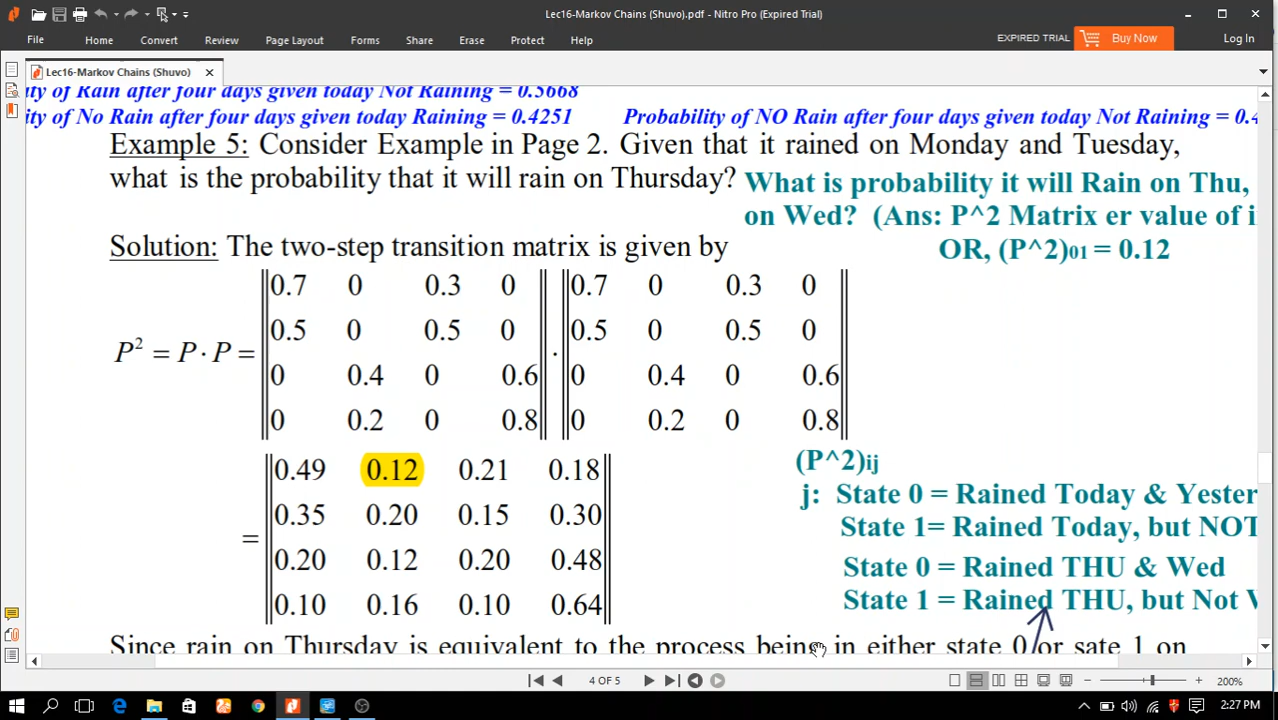 Lec16-Markov Chains (Shuvo).pdf - Nitro Pro (Expired Trial)
File Home Convert Review Page Layout Forms Share Erase Protect Help EXPIRED TRIAL Buy Now Log In
Lec16-Markov Chains (Shuvo) ×
ity of Rain after four days given today Not Raining = 0.5668
ity of No Rain after four days given today Raining = 0.4251 Probability of NO Rain after four days given today Not Raining = 0.4
Example 5: Consider Example in Page 2. Given that it rained on Monday and Tuesday,
what is the probability that it will rain on Thursday?
What is probability it will Rain on Thu,
on Wed? (Ans: P^2 Matrix er value of i
OR, (P^2)01 = 0.12
Solution: The two-step transition matrix is given by
P² = P · P =
0.7 0 0.3 0
0.5 0 0.5 0
0 0.4 0 0.6
0 0.2 0 0.8
·
0.7 0 0.3 0
0.5 0 0.5 0
0 0.4 0 0.6
0 0.2 0 0.8
=
0.49 0.12 0.21 0.18
0.35 0.20 0.15 0.30
0.20 0.12 0.20 0.48
0.10 0.16 0.10 0.64
(P^2)ij
j: State 0 = Rained Today & Yester
State 1= Rained Today, but NOT
State 0 = Rained THU & Wed
State 1 = Rained THU, but Not
Since rain on Thursday is equivalent to the process being in either state 0 or sate 1 on
4 OF 5
200%
2:27 PM